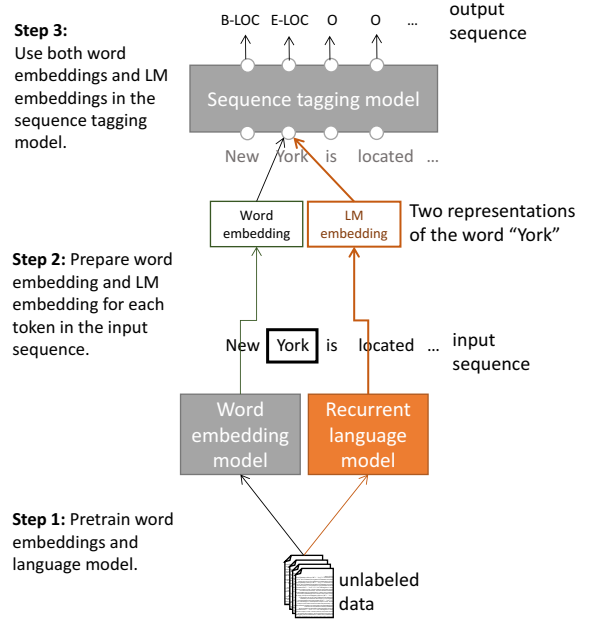 output
sequence
B-LOC E-LOC O O ...
Step 3:
Use both word
embeddings and LM
embeddings in the
sequence tagging
model.
Sequence tagging model
New York is located ...
Word
embedding
LM
embedding
Two representations
of the word “York”
Step 2: Prepare word
embedding and LM
embedding for each
token in the input
sequence.
New York is located ...
input
sequence
Word
embedding
model
Recurrent
language
model
Step 1: Pretrain word
embeddings and
language model.
unlabeled
data